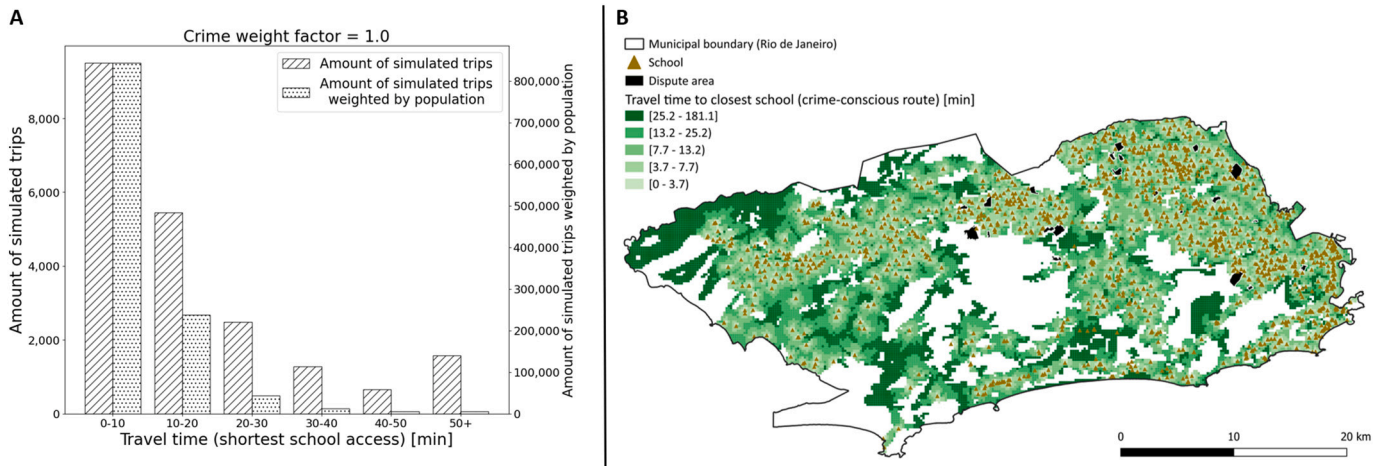 A
Crime weight factor = 1.0
Amount of simulated trips
Amount of simulated trips
weighted by population
Amount of simulated trips
8,000
6,000
4,000
2,000
0
800,000
700,000
600,000
500,000
400,000
300,000
200,000
100,000
0
Amount of simulated trips weighted by population
0-10
10-20
20-30
30-40
40-50
50+
Travel time (shortest school access) [min]
B
Municipal boundary (Rio de Janeiro)
School
Dispute area
Travel time to closest school (crime-conscious route) [min]
[25.2 - 181.1]
[13.2 - 25.2)
[7.7 - 13.2)
[3.7 - 7.7)
[0 - 3.7)
0
10
20 km